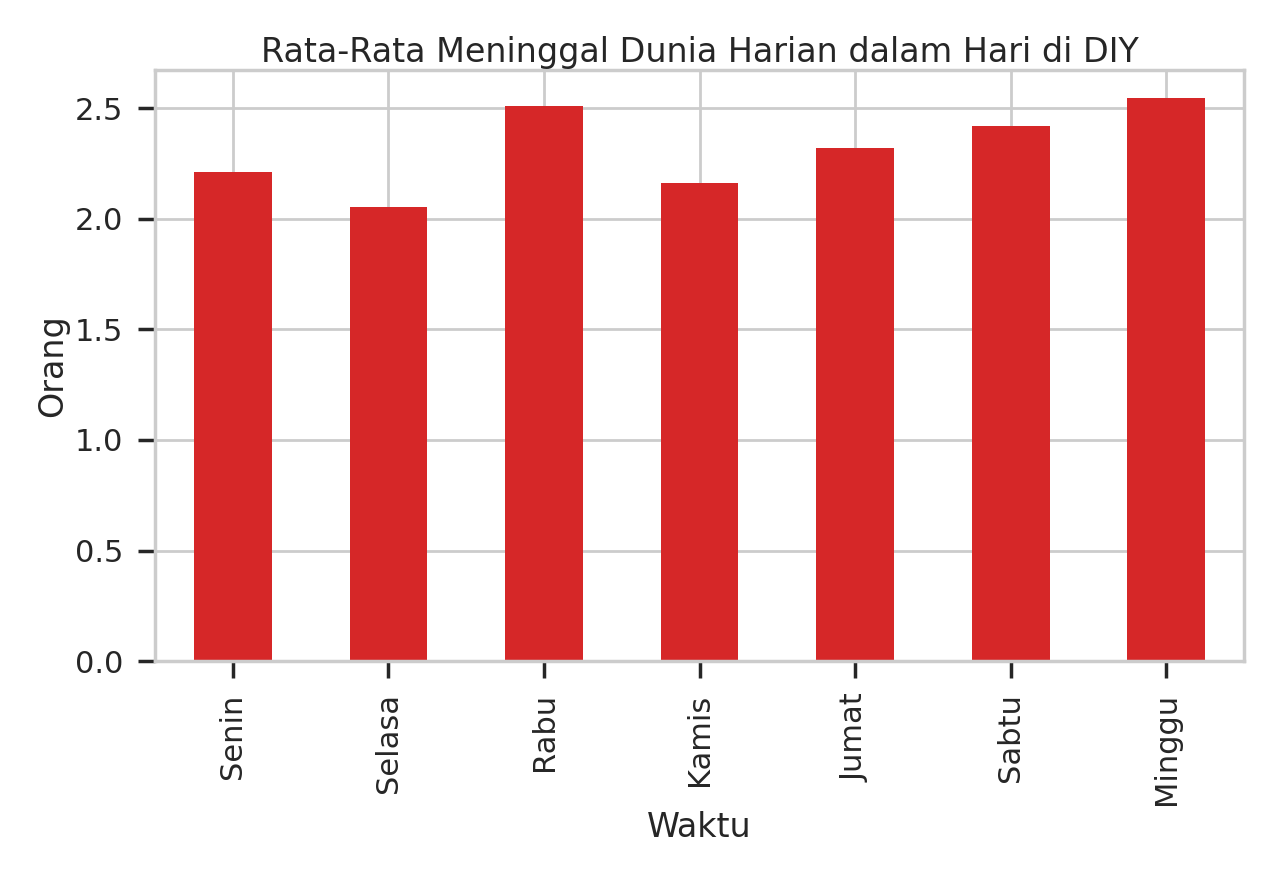 Rata-Rata Meninggal Dunia Harian dalam Hari di DIY
Orang
2.5
2.0
1.5
1.0
0.5
0.0
Senin
Selasa
Rabu
Kamis
Jumat
Sabtu
Minggu
Waktu